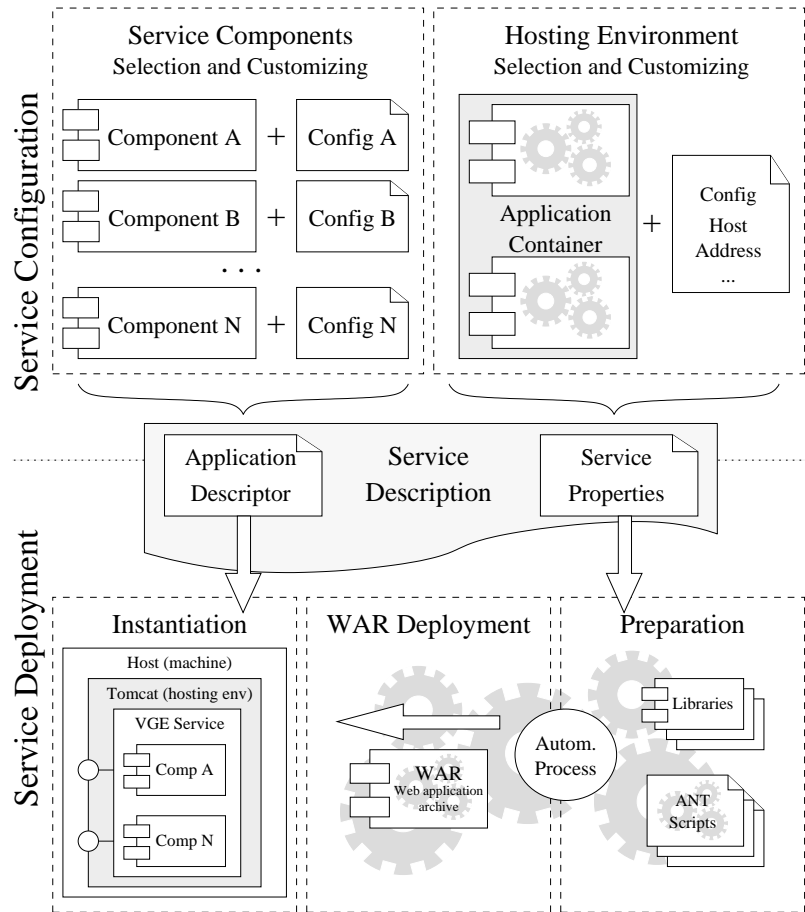 Service Configuration
Service Components
Selection and Customizing
Component A
+
Config A
Component B
+
Config B
. . .
Component N
+
Config N
Hosting Environment
Selection and Customizing
Application
Container
+
Config
Host
Address
...
Application
Descriptor
Service
Description
Service
Properties
Service Deployment
Instantiation
Host (machine)
Tomcat (hosting env)
VGE Service
Comp A
Comp N
WAR Deployment
WAR
Web application
archive
Autom.
Process
Preparation
Libraries
ANT
Scripts